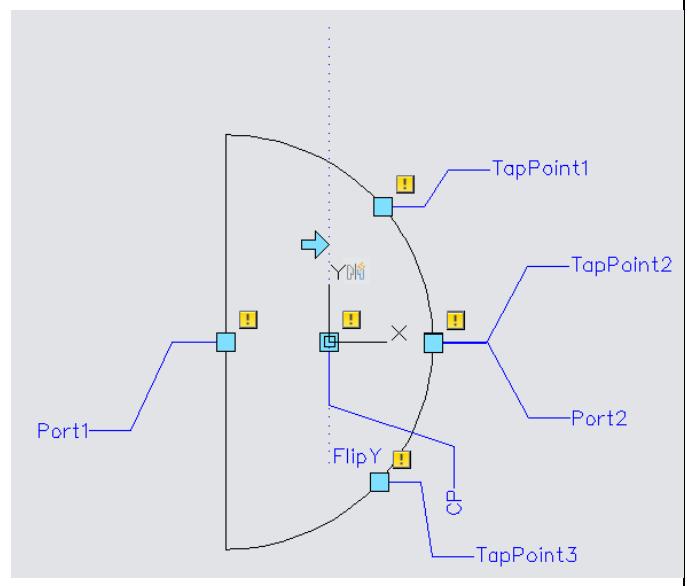 TapPoint1
TapPoint2
Y
X
Port1
Port2
FlipY
CP
TapPoint3